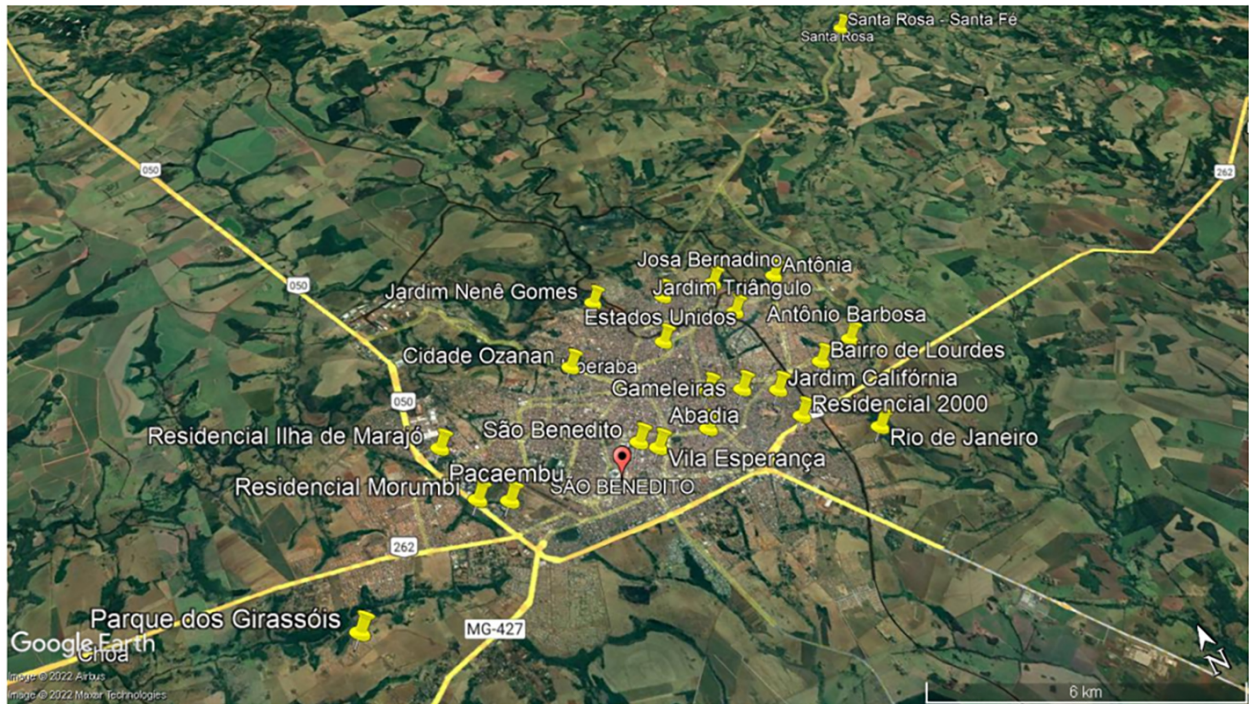 Santa Rosa - Santa Fé
Santa Rosa
050
262
Josa Bernadino
Antônia
050
Jardim Nenê Gomes
Jardim Triângulo
Estados Unidos
Antônio Barbosa
Cidade Ozanan
Bairro de Lourdes
Gameleiras
Jardim Califórnia
050
Abadia
Residencial 2000
Residencial Ilha de Marajó
São Benedito
Rio de Janeiro
Pacaembu
Vila Esperança
Residencial Morumbi
SÃO BENEDITO
262
Parque dos Girassóis
MG-427
Google Earth
Choa
N
Image © 2022 Airbus
Image © 2022 Maxar Technologies
6 km